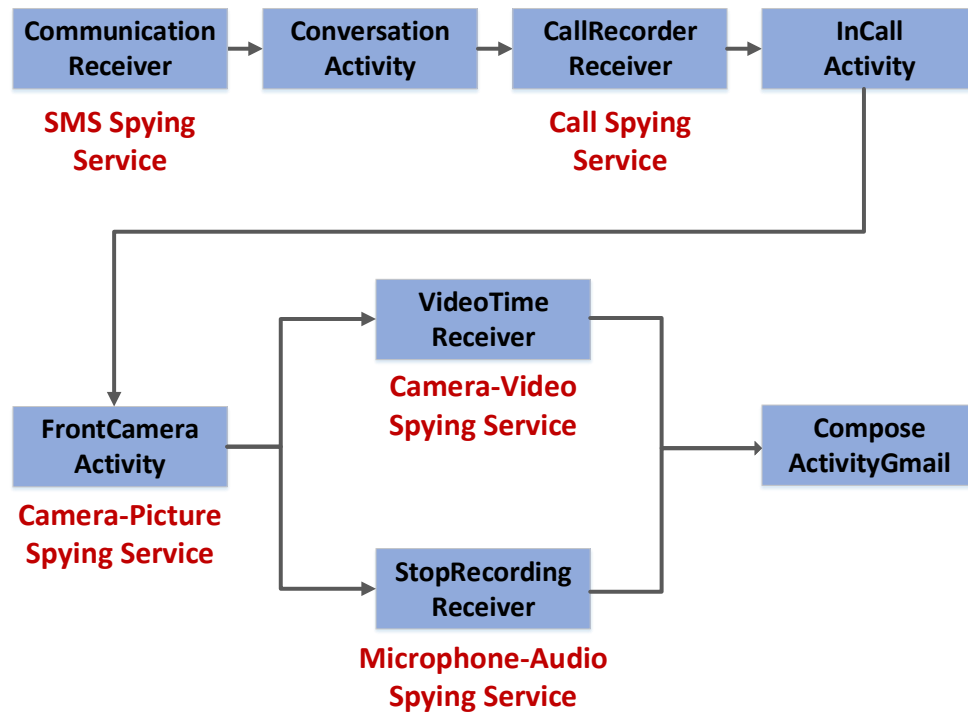 Communication
Receiver
Conversation
Activity
CallRecorder
Receiver
InCall
Activity
SMS Spying
Service
Call Spying
Service
VideoTime
Receiver
Camera-Video
Spying Service
FrontCamera
Activity
Camera-Picture
Spying Service
Compose
ActivityGmail
StopRecording
Receiver
Microphone-Audio
Spying Service